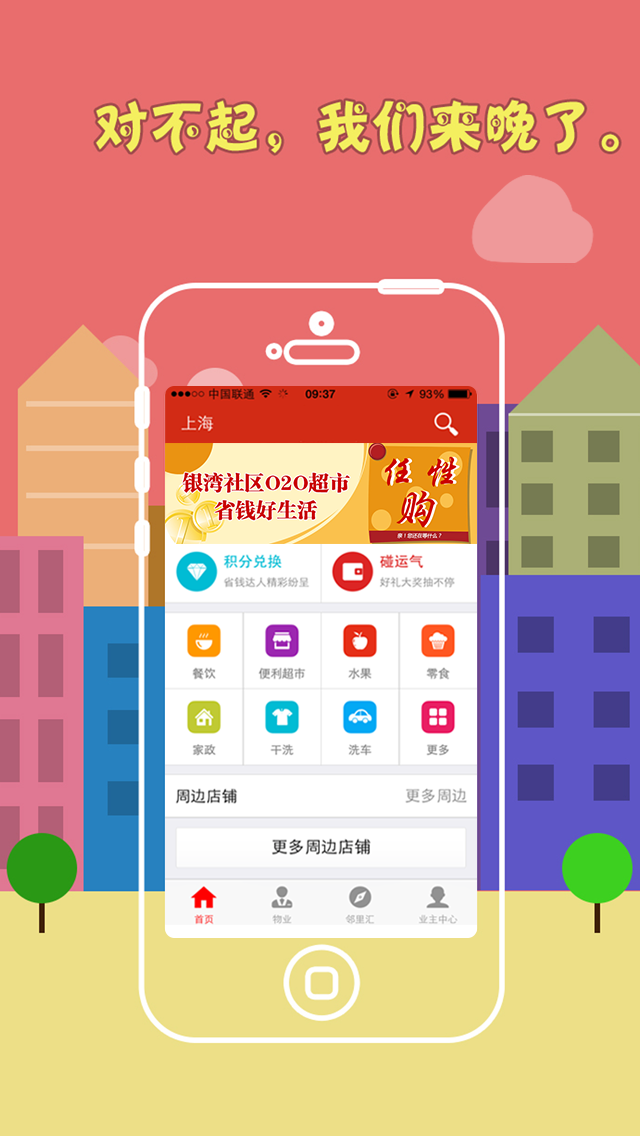 对不起，我们来晚了。
中国联通 09:37 93%
上海
银湾社区O2O超市
省钱好生活
任性
购
亲！您还在等什么？
积分兑换
省钱达人精彩纷呈
碰运气
好礼大奖抽不停
餐饮 便利超市 水果 零食
家政 干洗 洗车 更多
周边店铺 更多周边
更多周边店铺
首页 物业 邻里汇 业主中心